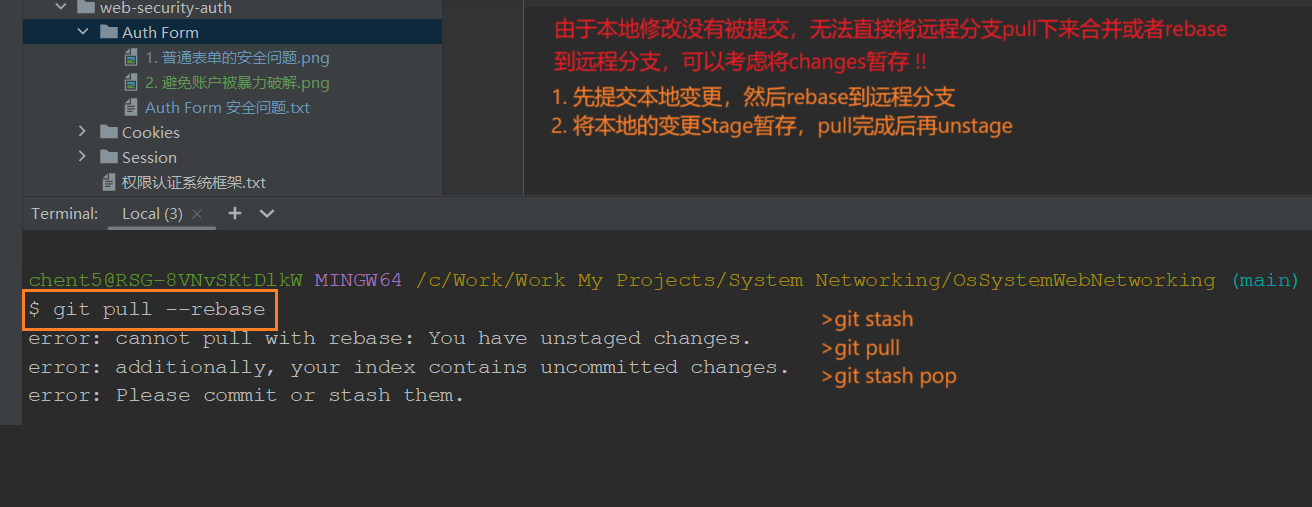 web-security-auth
Auth Form
1. 普通表单的安全问题.png
2. 避免账户被暴力破解.png
Auth Form 安全问题.txt
Cookies
Session
权限认证系统框架.txt
由于本地修改没有被提交，无法直接将远程分支pull下来合并或者rebase
到远程分支，可以考虑将changes暂存 !!
1. 先提交本地变更，然后rebase到远程分支
2. 将本地的变更Stage暂存，pull完成后再unstage
Terminal: Local (3) × +
chent5@RSG-8VNvSKtDlkW MINGW64 /c/Work/Work My Projects/System Networking/OsSystemWebNetworking (main)
$ git pull --rebase
error: cannot pull with rebase: You have unstaged changes.
error: additionally, your index contains uncommitted changes.
error: Please commit or stash them.
>git stash
>git pull
>git stash pop